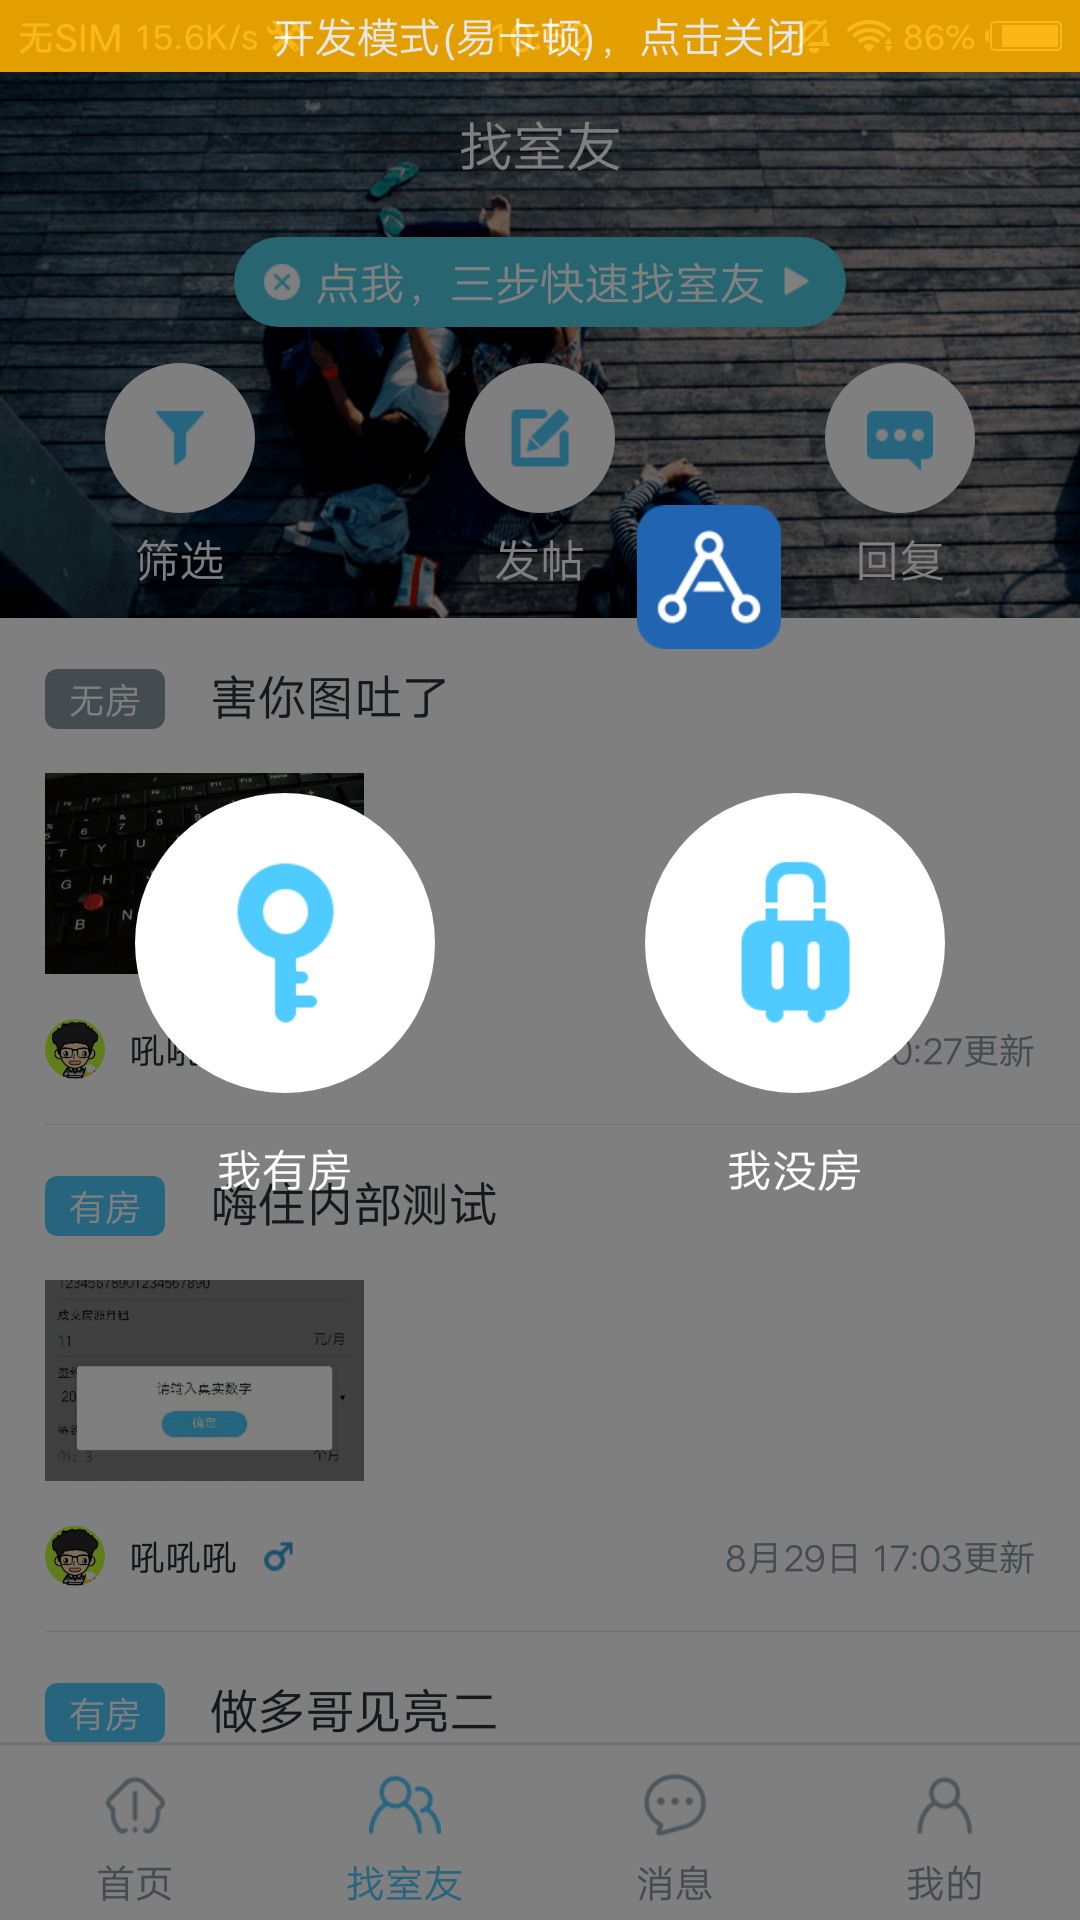 无SIM 15.6K/s
开发模式(易卡顿)，点击关闭
86%
找室友
点我，三步快速找室友
筛选
发帖
回复
无房 害你图吐了
0:27更新
我有房
我没房
有房 嗨住内部测试
12345678901234567890
成交房源月租
11 元/月
20
请输入真实数字
确定
例：3 个月
吼吼吼
8月29日 17:03更新
有房 做多哥见亮二
首页
找室友
消息
我的